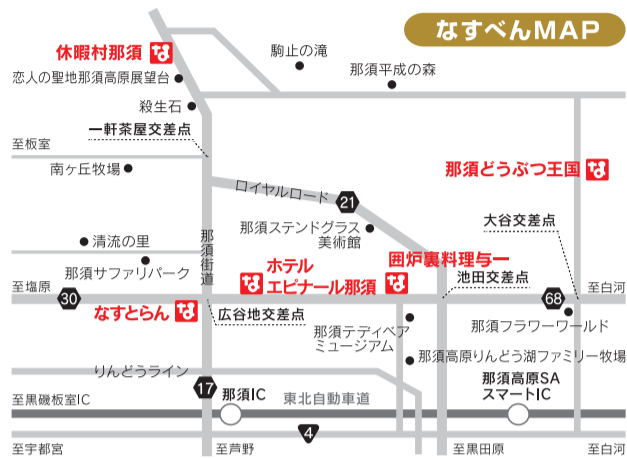 なすべんMAP
休暇村那須 な
駒止の滝
那須平成の森
恋人の聖地那須高原展望台
殺生石
一軒茶屋交差点
至板室
南ヶ丘牧場
ロイヤルロード
21
那須どうぶつ王国 な
大谷交差点
那須ステンドグラス
美術館
清流の里
那須街道
那須サファリパーク
囲炉裏料理与一
な
ホテル
エピナール那須
な
池田交差点
至塩原
30
なすとらん な
広谷地交差点
68
至白河
那須フラワーワールド
那須テディベア
ミュージアム
那須高原りんどう湖ファミリー牧場
りんどうライン
17
那須高原SA
スマートIC
至黒磯板室IC
那須IC
東北自動車道
4
至宇都宮
至芦野
至黒田原
至白河